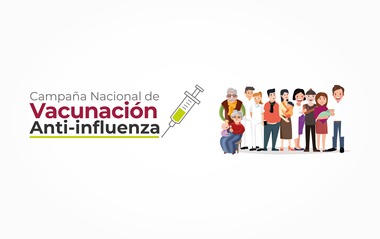 Campaña Nacional de
Vacunación
Anti-influenza